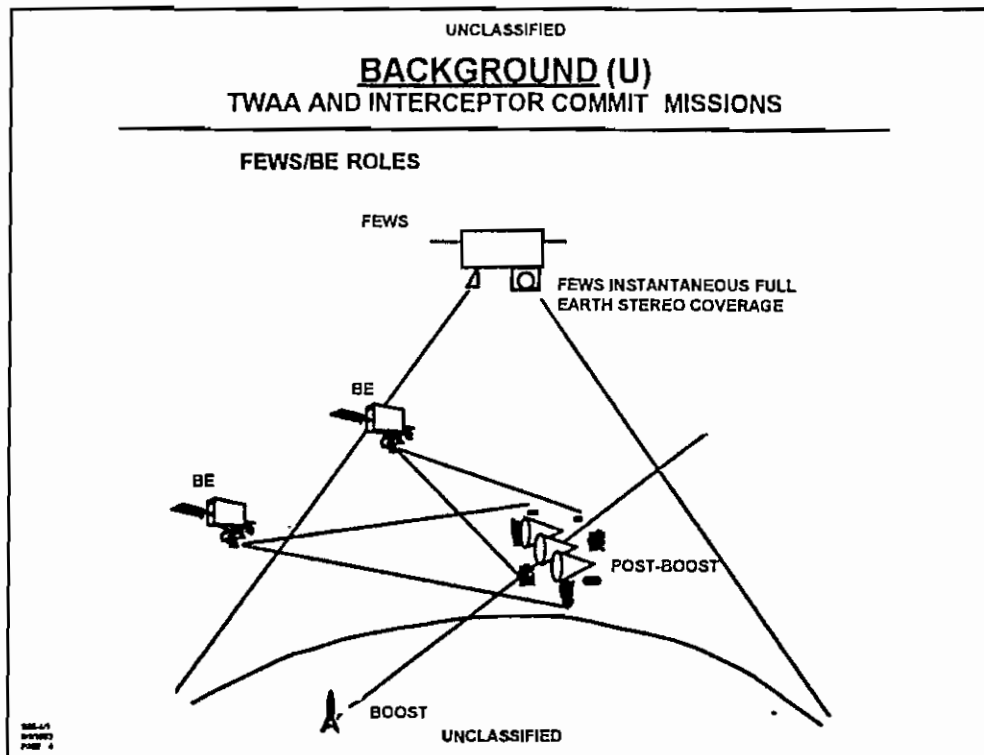 UNCLASSIFIED
BACKGROUND (U)
TWAA AND INTERCEPTOR COMMIT MISSIONS
FEWS/BE ROLES
FEWS
FEWS INSTANTANEOUS FULL
EARTH STEREO COVERAGE
BE
BE
POST-BOOST
BOOST
UNCLASSIFIED